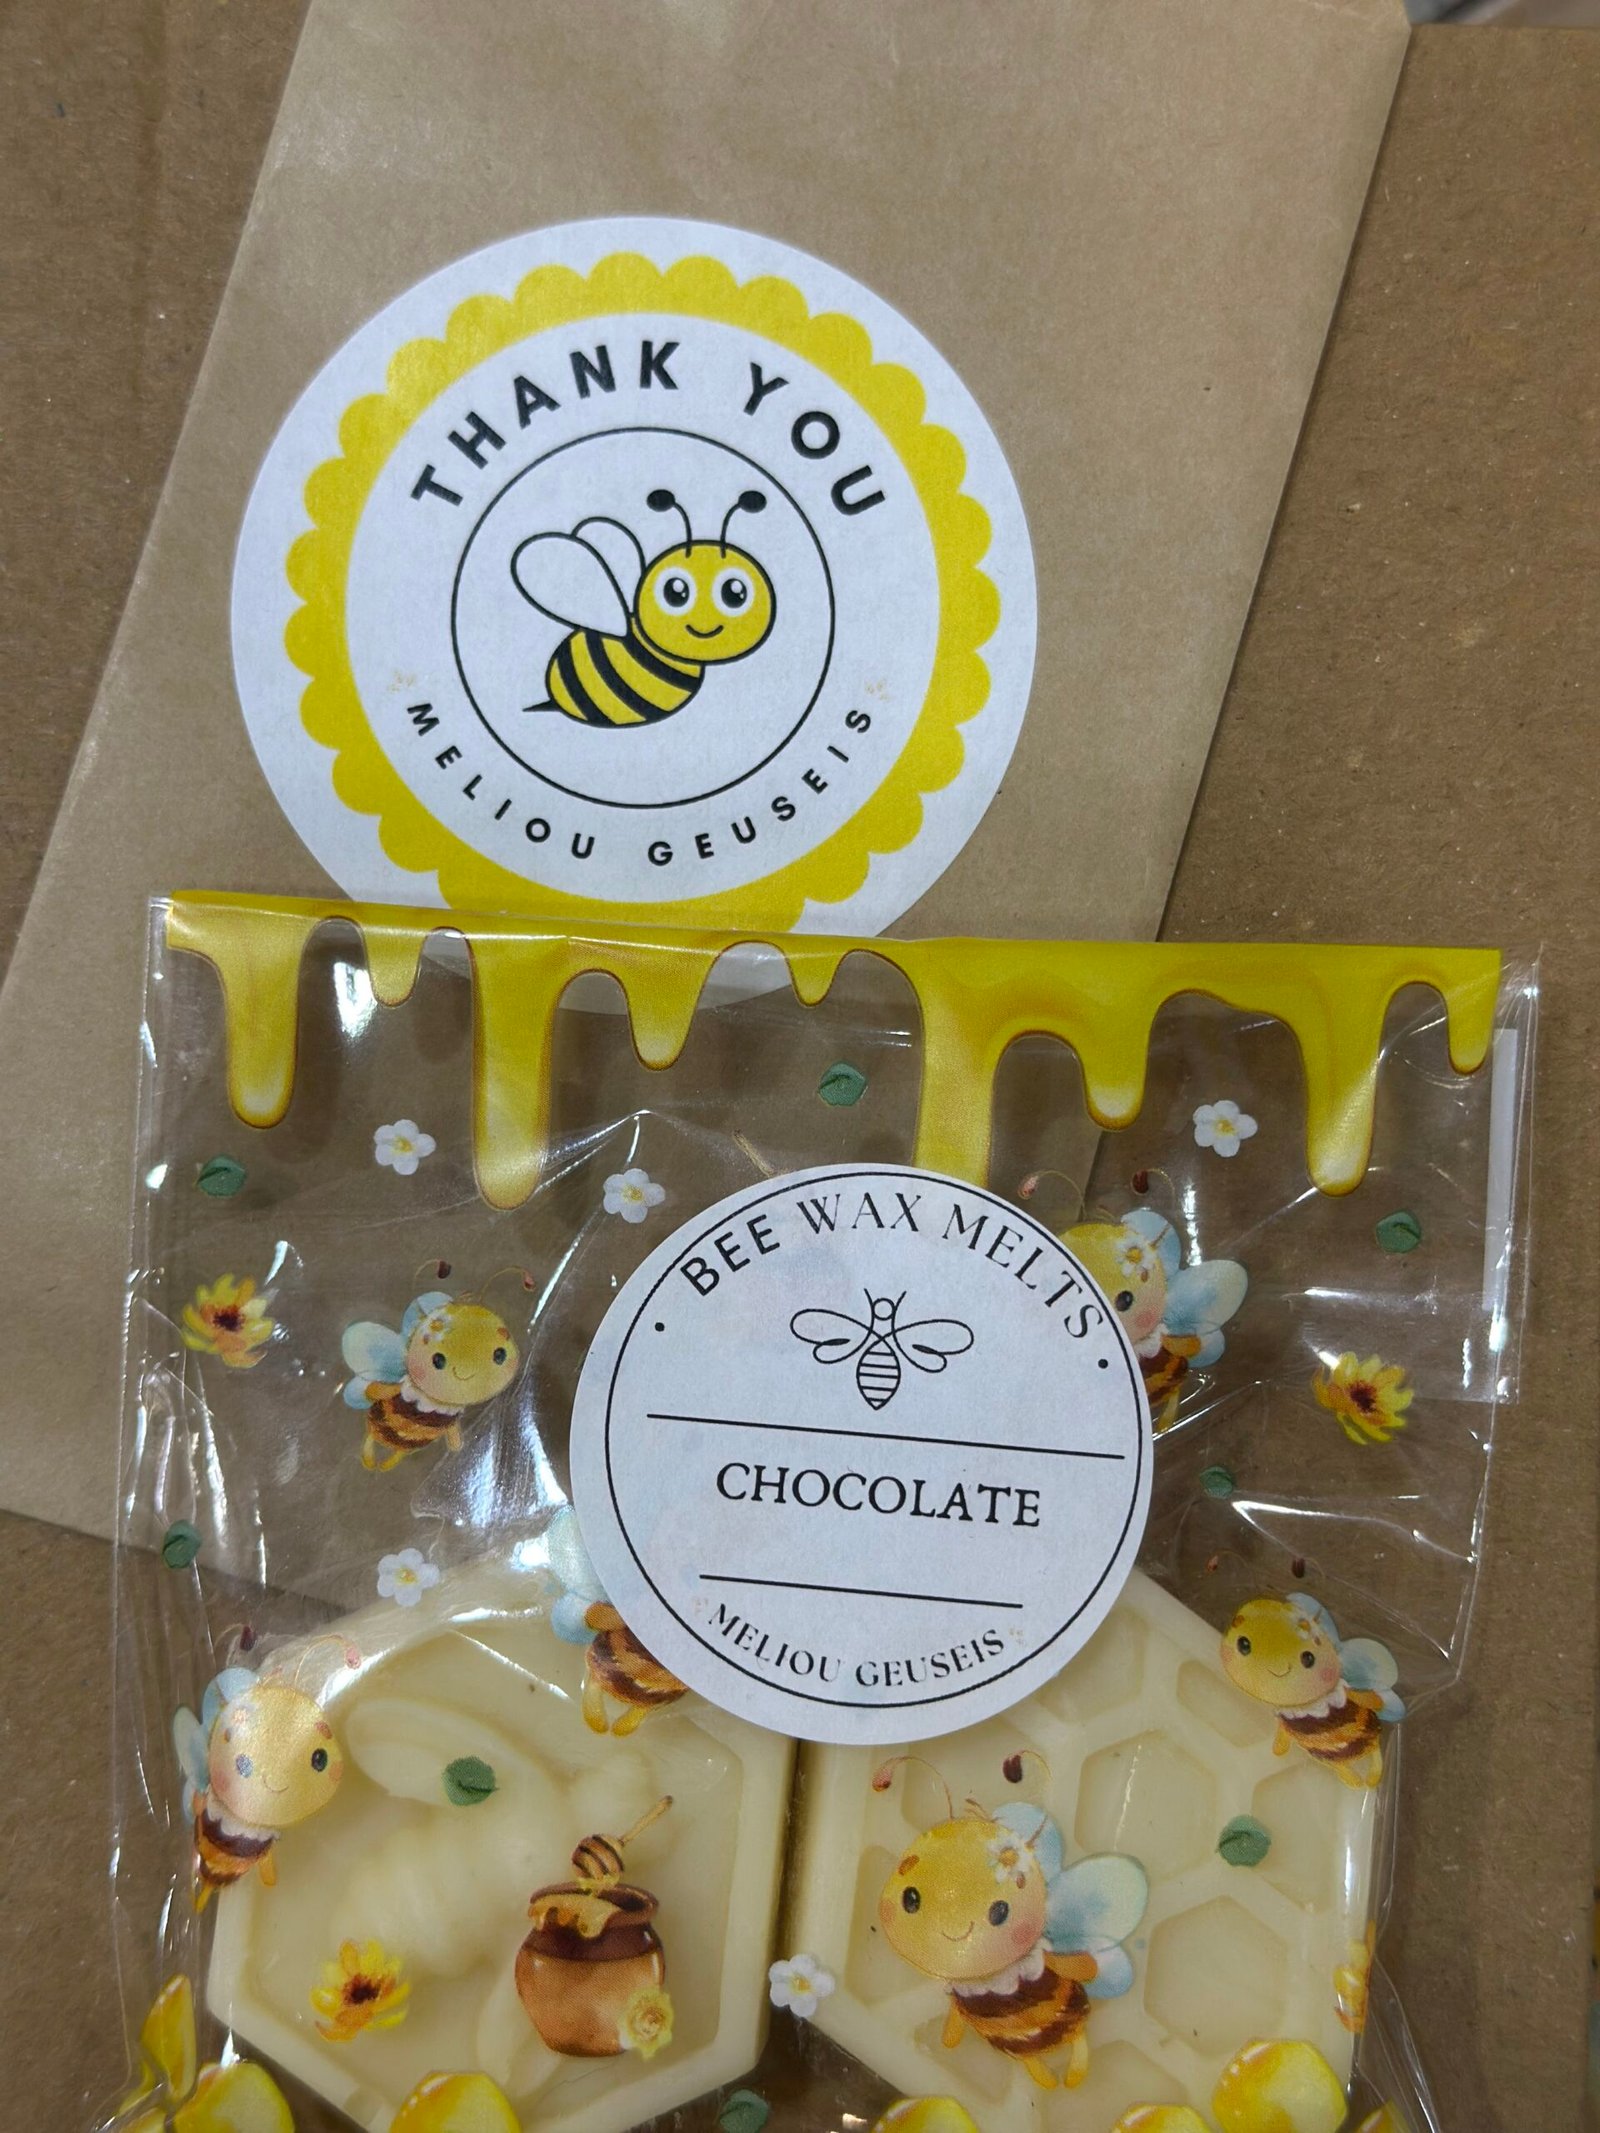 THANK YOU
MELIOU GEUSEIS
BEE WAX MELTS
CHOCOLATE
MELIOU GEUSEIS